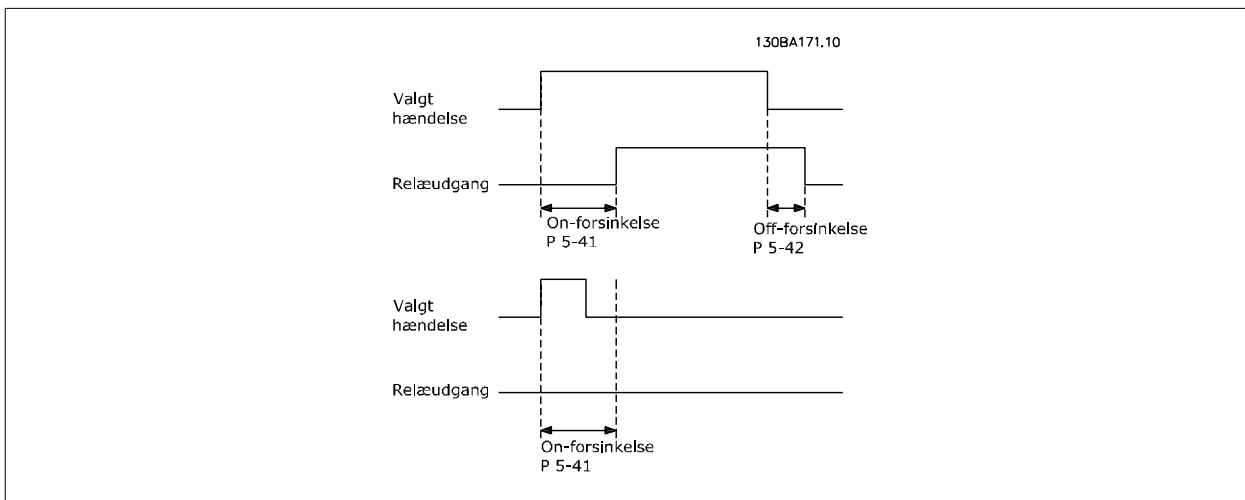 130BA171.10
Valgt
hændelse
Relæudgang
On-forsinkelse
P 5-41
Off-forsinkelse
P 5-42
Valgt
hændelse
Relæudgang
On-forsinkelse
P 5-41